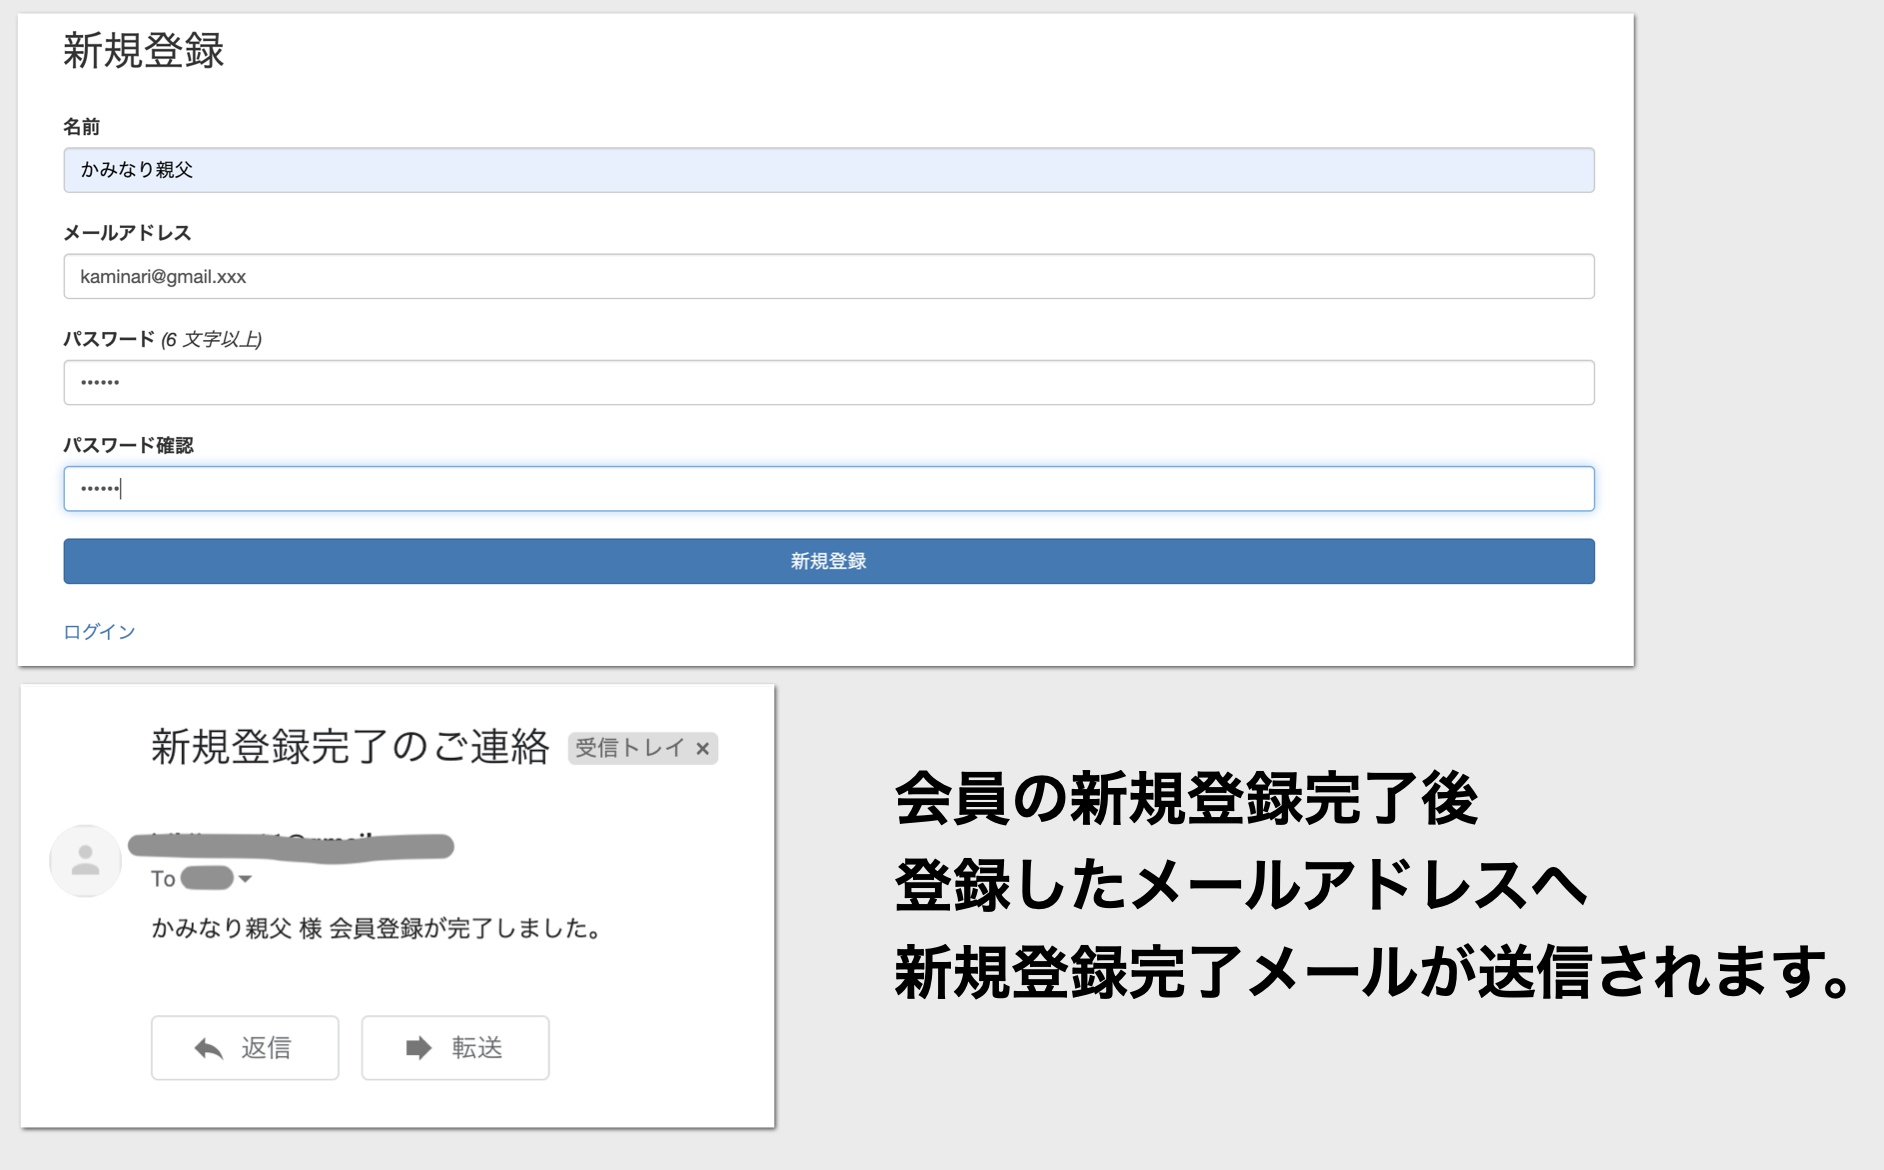 新規登録
名前
かみなり親父
メールアドレス
kaminari@gmail.xxx
パスワード (6 文字以上)
••••••
パスワード確認
••••••
新規登録
ログイン
新規登録完了のご連絡 受信トレイ ×
To
かみなり親父 様 会員登録が完了しました。
返信 転送
会員の新規登録完了後
登録したメールアドレスへ
新規登録完了メールが送信されます。